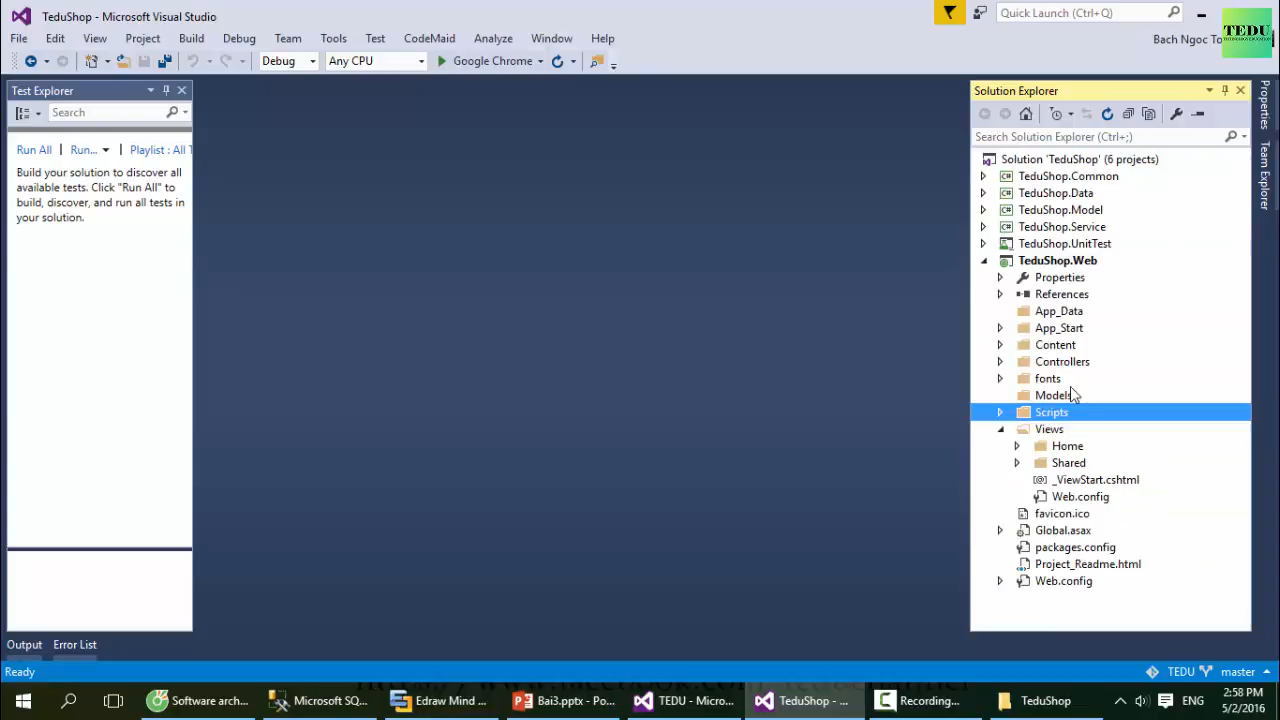 TeduShop - Microsoft Visual Studio
Quick Launch (Ctrl+Q)
File Edit View Project Build Debug Team Tools Test CodeMaid Analyze Window Help
Bach Ngoc To
TEDU
Debug Any CPU Google Chrome
Test Explorer
Search
Run All Run... Playlist : All T
Build your solution to discover all
available tests. Click "Run All" to
build, discover, and run all tests in
your solution.
Solution Explorer
Search Solution Explorer (Ctrl+;)
Solution 'TeduShop' (6 projects)
TeduShop.Common
TeduShop.Data
TeduShop.Model
TeduShop.Service
TeduShop.UnitTest
TeduShop.Web
Properties
References
App_Data
App_Start
Content
Controllers
fonts
Models
Scripts
Views
Home
Shared
_ViewStart.cshtml
Web.config
favicon.ico
Global.asax
packages.config
Project_Readme.html
Web.config
Properties
Team Explorer
Output Error List
Ready
TEDU master
Software arch...
Microsoft SQ...
Edraw Mind ...
Bai3.pptx - Po...
TEDU - Micro...
TeduShop - ...
Recording...
TeduShop
ENG
2:58 PM
5/2/2016